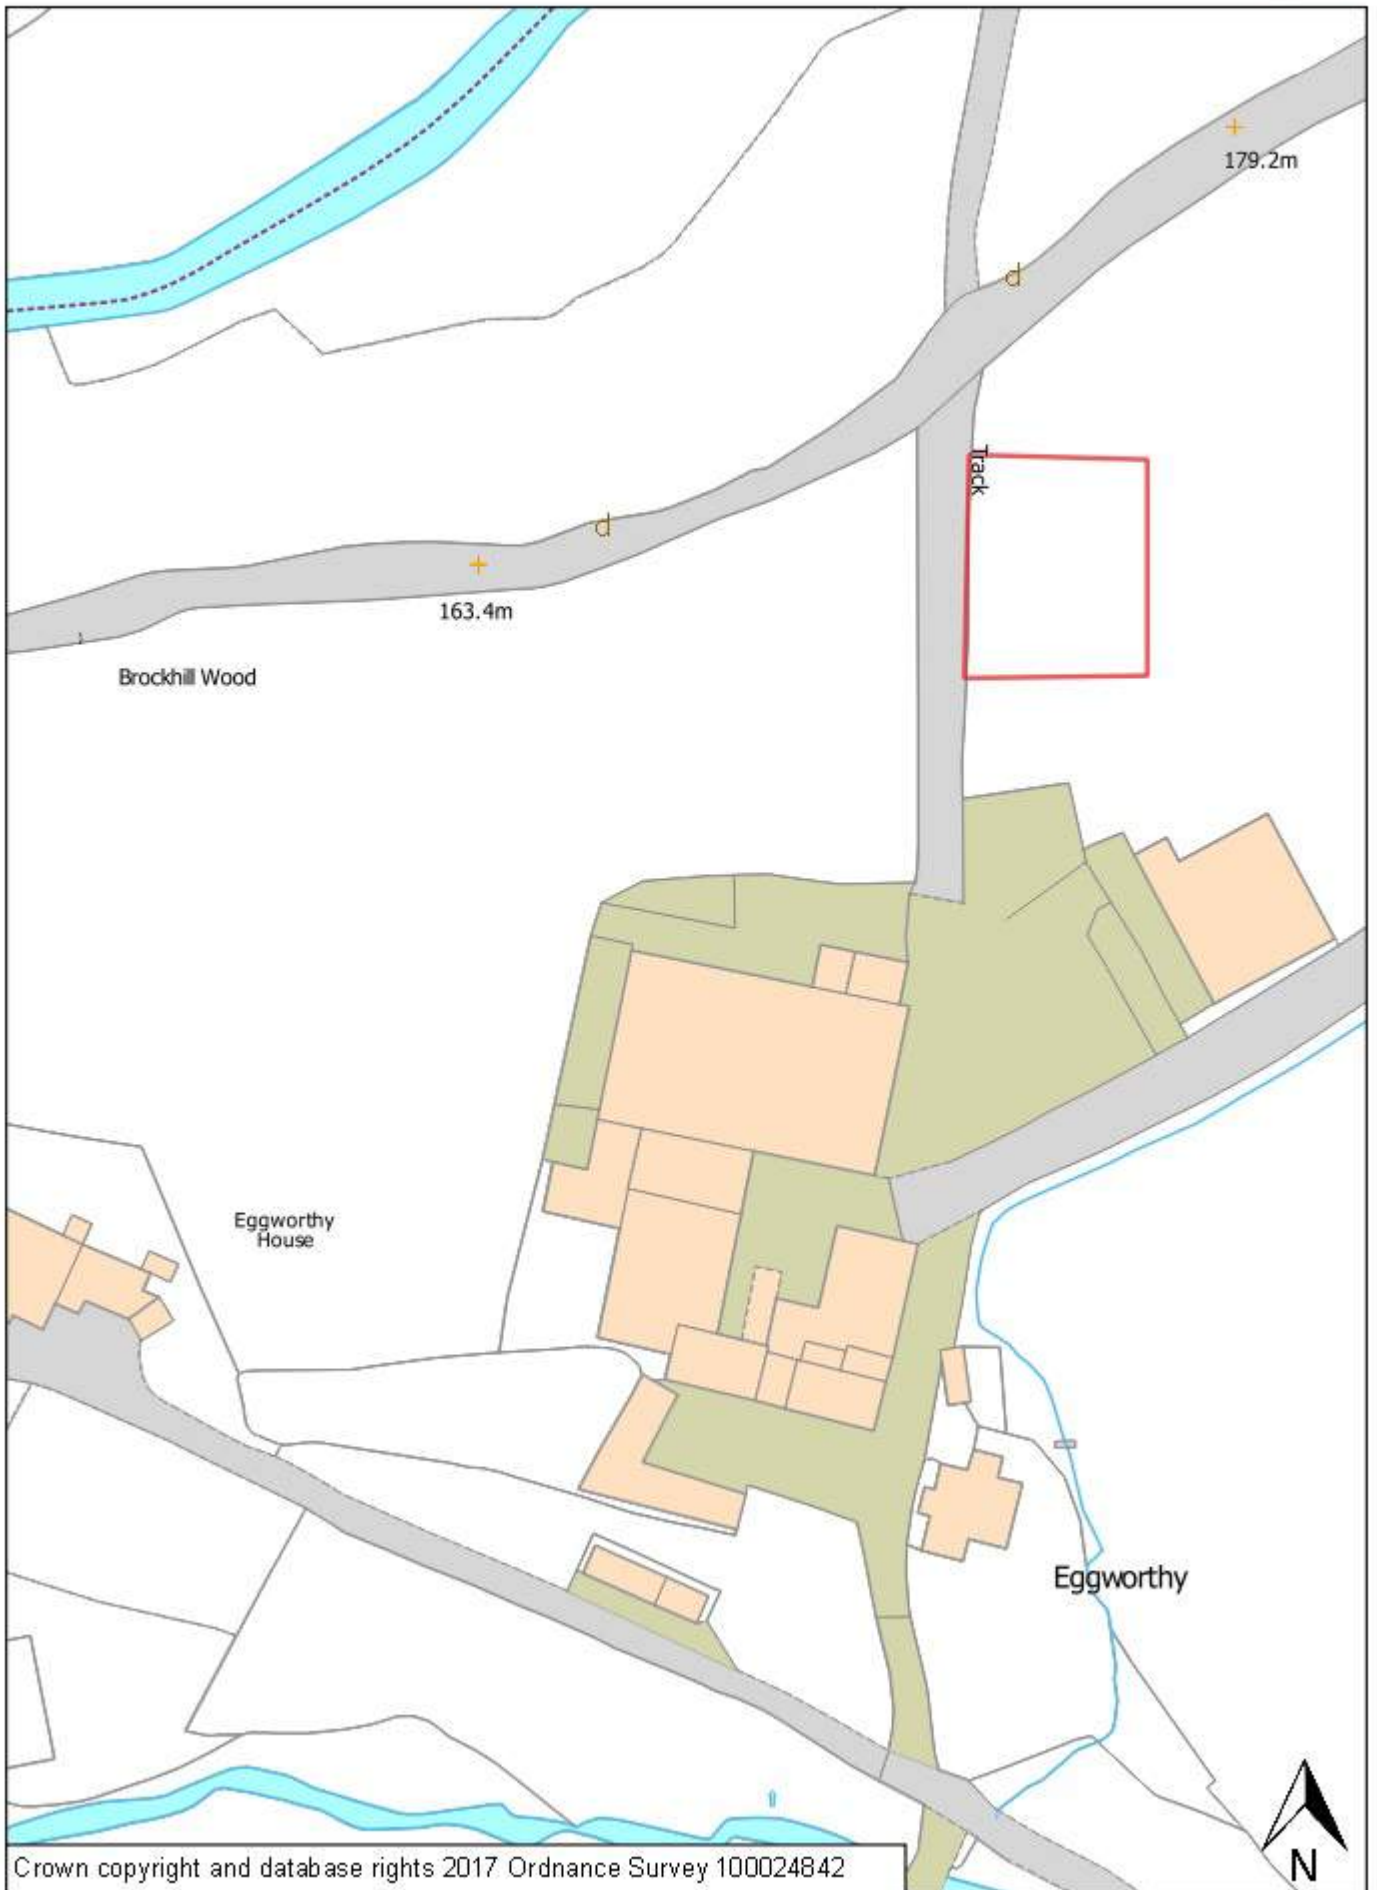 179.2m
d
Track
d
163.4m
Brockhill Wood
Eggworthy
House
Eggworthy
N
Crown copyright and database rights 2017 Ordnance Survey 100024842